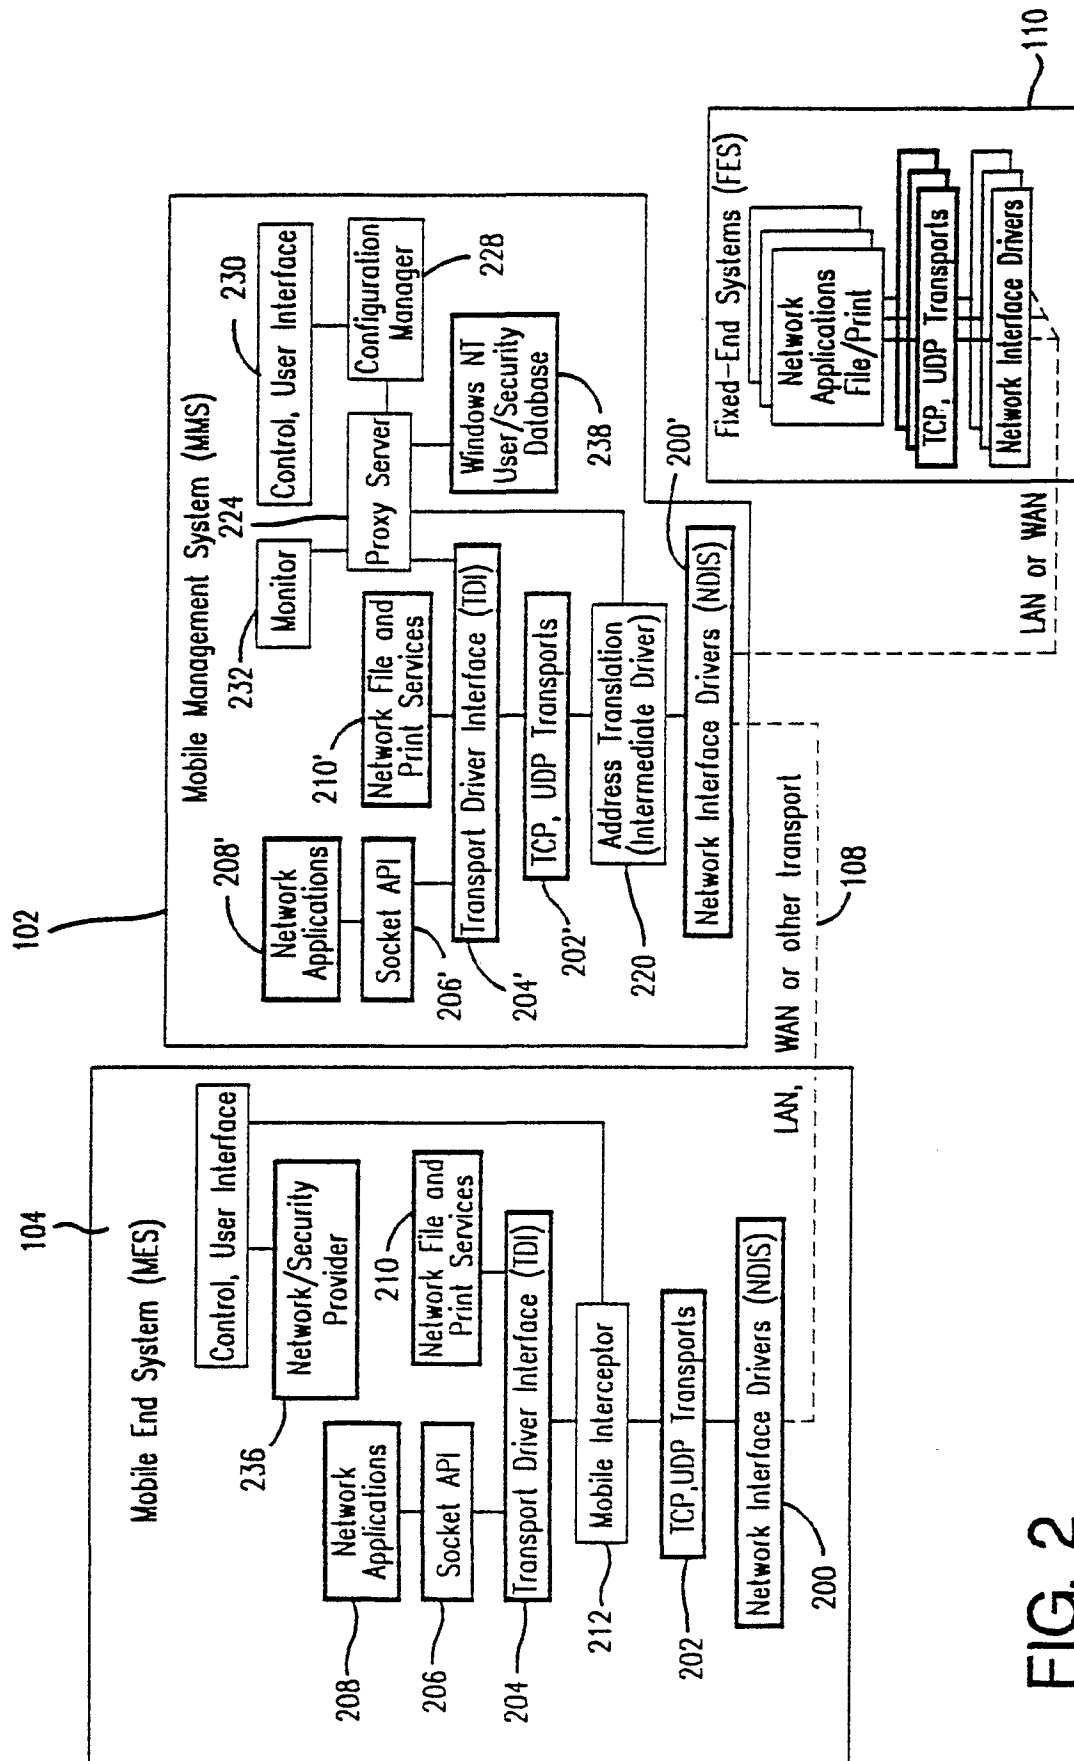 104
Mobile End System (MES)
Control, User Interface
Network/Security
Provider
236
Network
Applications
208
Socket API
206
210
Network File and
Print Services
Transport Driver Interface (TDI)
204
Mobile Interceptor
212
TCP,UDP Transports
202
Network Interface Drivers (NDIS)
200
LAN, WAN or other transport
108
102
Mobile Management System (MMS)
208'
Network
Applications
Socket API
206'
210'
Network File and
Print Services
Transport Driver Interface (TDI)
204'
TCP, UDP Transports
202'
Address Translation
(Intermediate Driver)
220
Network Interface Drivers (NDIS)
200'
232
Monitor
224
Proxy Server
230
Control, User Interface
Configuration
Manager
228
Windows NT
User/Security
Database
238
LAN or WAN
Fixed-End Systems (FES)
Network
Applications
File/Print
TCP, UDP Transports
Network Interface Drivers
110
FIG. 2